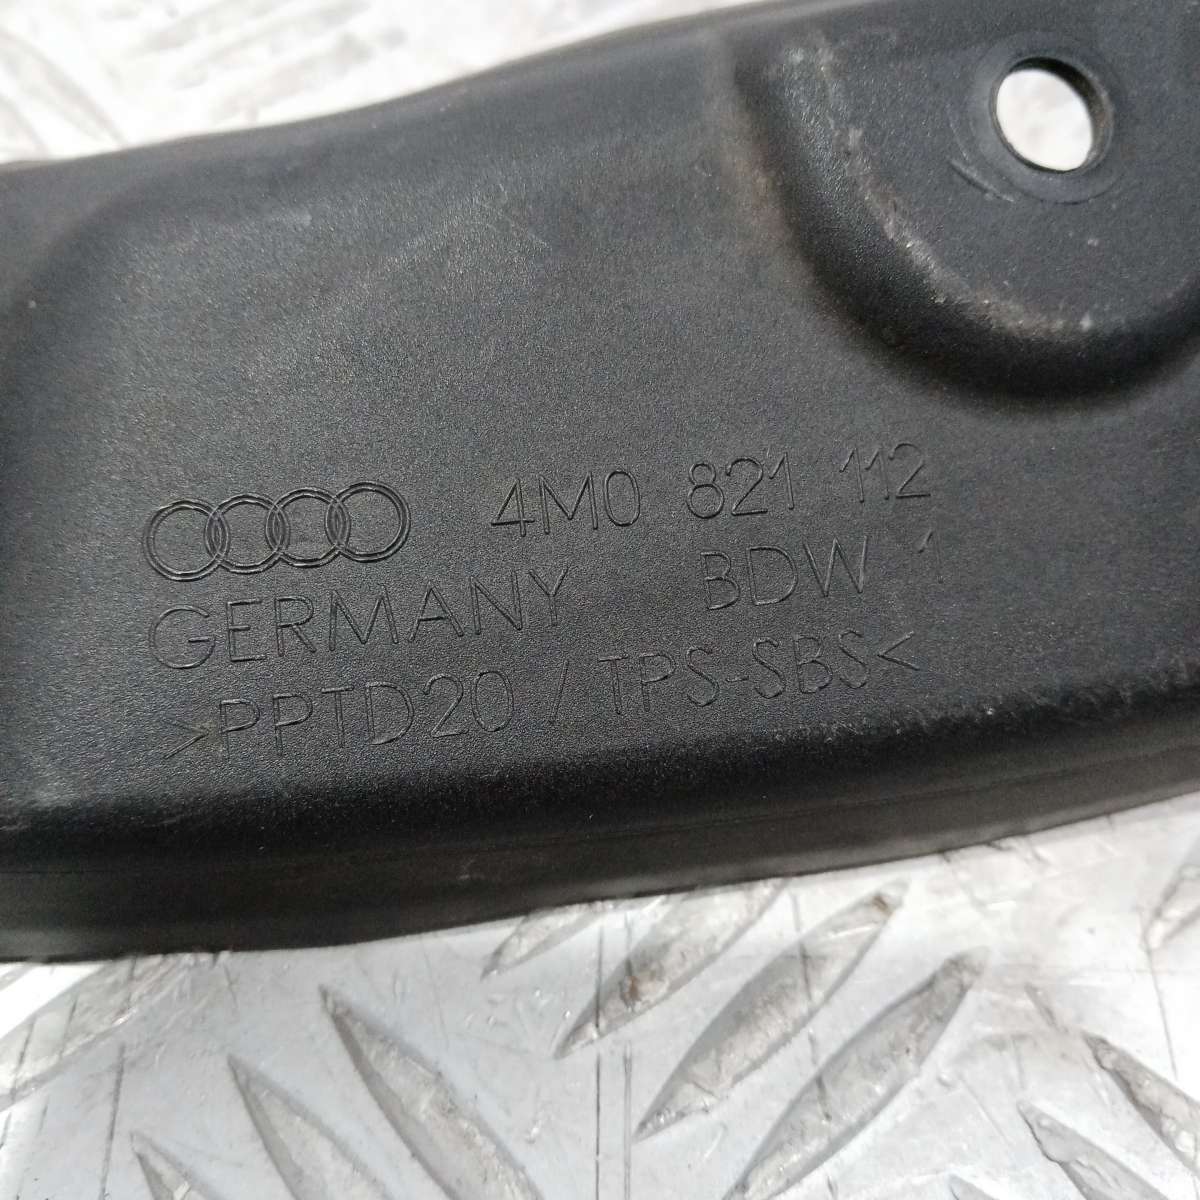 4M0 821 112
GERMANY BDW 1
>PPTD20 / TPS-SBS<